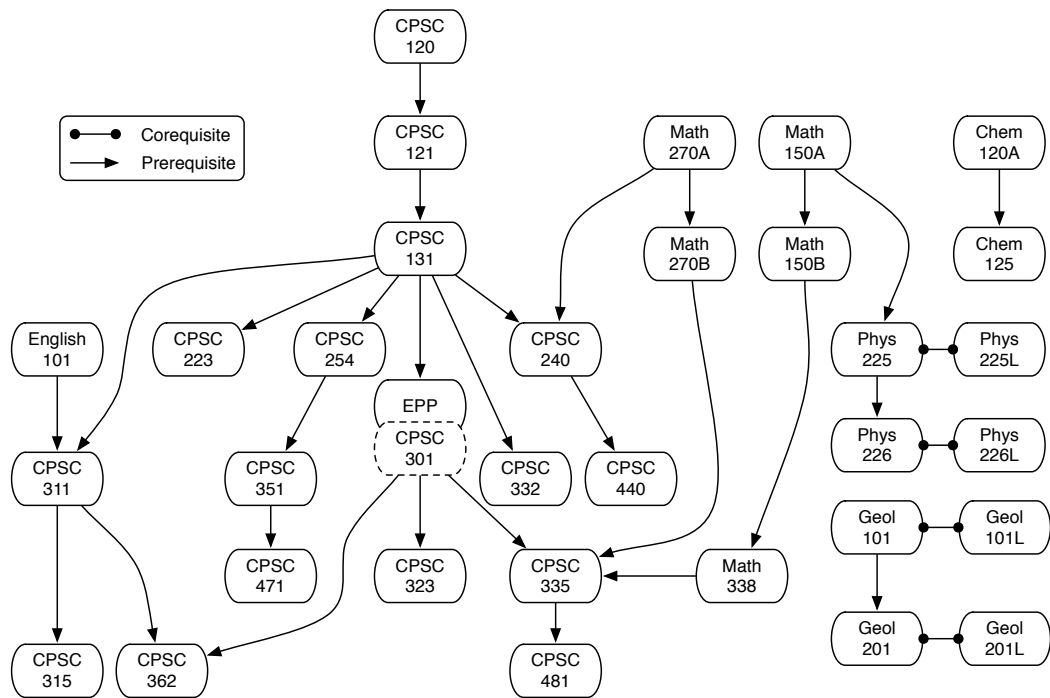 CPSC
120
Corequisite
Prerequisite
CPSC
121
Math
270A
Math
150A
Chem
120A
CPSC
131
Math
270B
Math
150B
Chem
125
English
101
CPSC
223
CPSC
254
CPSC
240
Phys
225
Phys
225L
EPP
CPSC
301
CPSC
311
CPSC
351
CPSC
332
CPSC
440
Phys
226
Phys
226L
Geol
101
Geol
101L
CPSC
471
CPSC
323
CPSC
335
Math
338
CPSC
315
CPSC
362
CPSC
481
Geol
201
Geol
201L